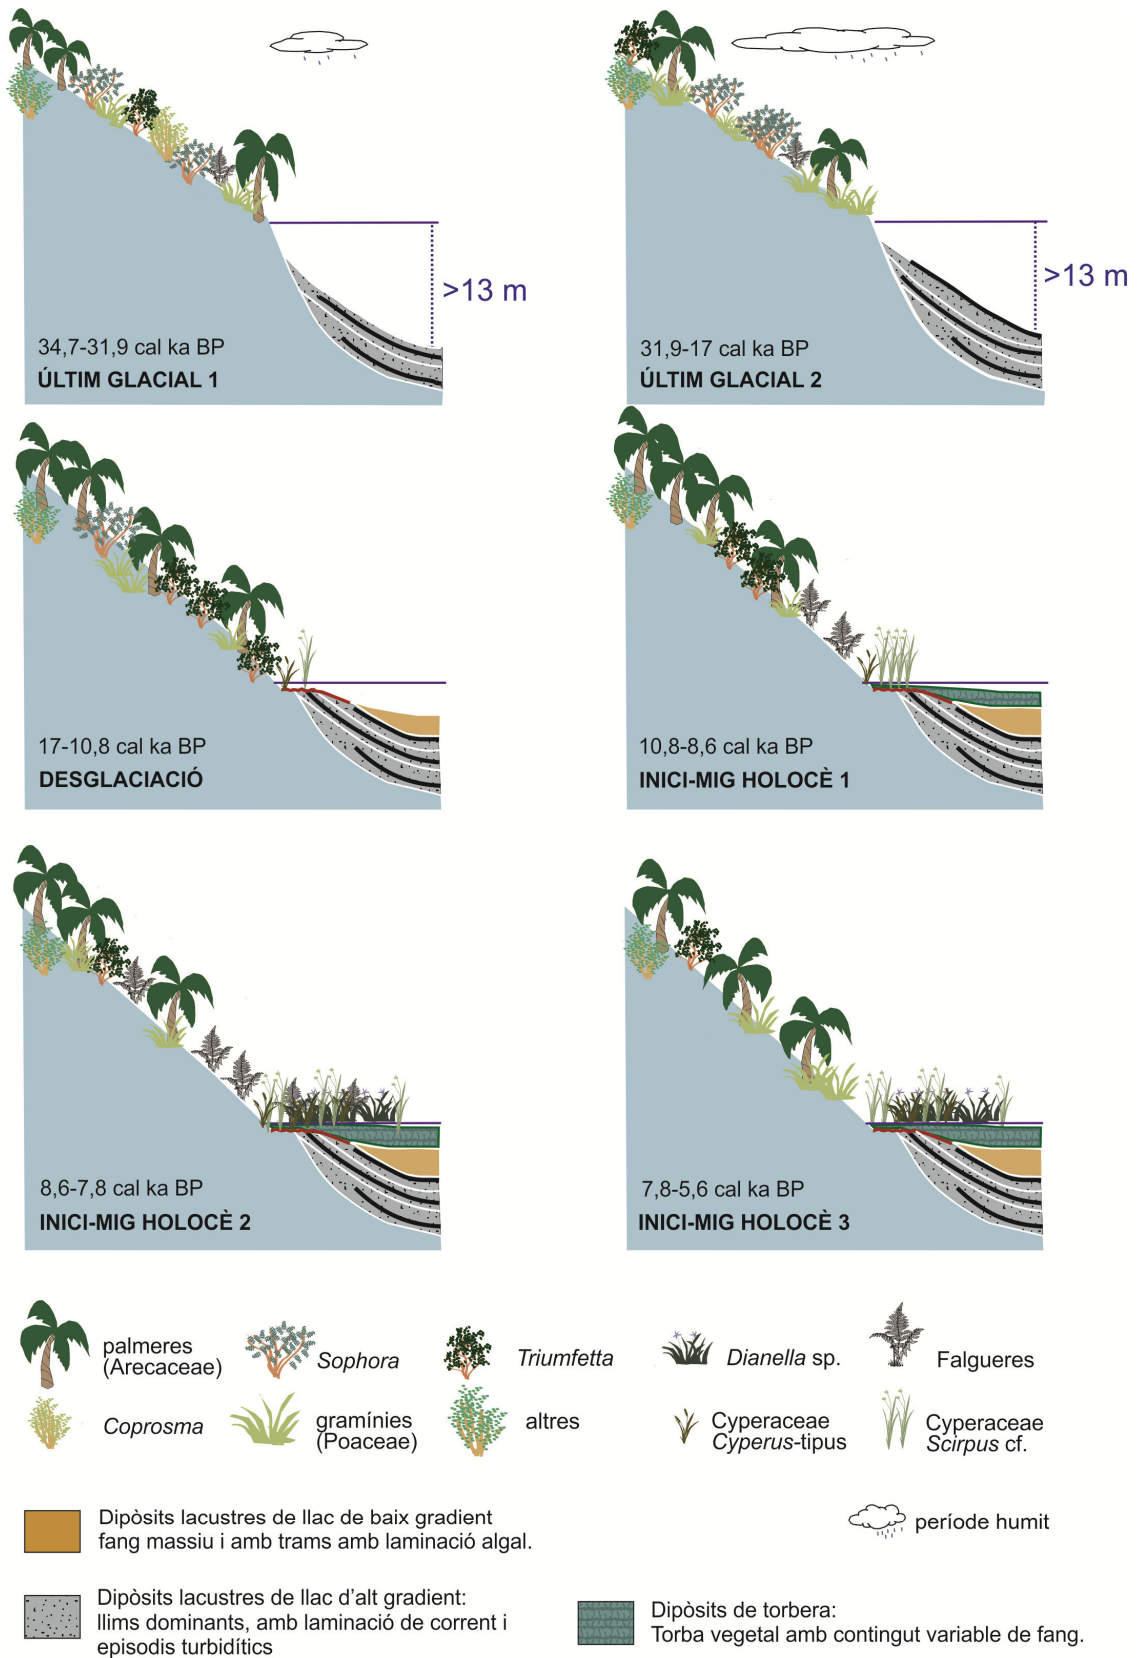 >13 m
34,7-31,9 cal ka BP
ÚLTIM GLACIAL 1
>13 m
31,9-17 cal ka BP
ÚLTIM GLACIAL 2
17-10,8 cal ka BP
DESGLACIACIÓ
10,8-8,6 cal ka BP
INICI-MIG HOLOCÈ 1
8,6-7,8 cal ka BP
INICI-MIG HOLOCÈ 2
7,8-5,6 cal ka BP
INICI-MIG HOLOCÈ 3
palmeres
(Arecaceae)
Sophora
Triumfetta
Dianella sp.
Falgueres
Coprosma
gramínies
(Poaceae)
altres
Cyperaceae
Cyperus-tipus
Cyperaceae
Scirpus cf.
Dipòsits lacustres de llac de baix gradient
fang massiu i amb trams amb laminació algal.
període humit
Dipòsits lacustres de llac d'alt gradient:
llims dominants, amb laminació de corrent i
episodis turbidítics
Dipòsits de torbera:
Torba vegetal amb contingut variable de fang.